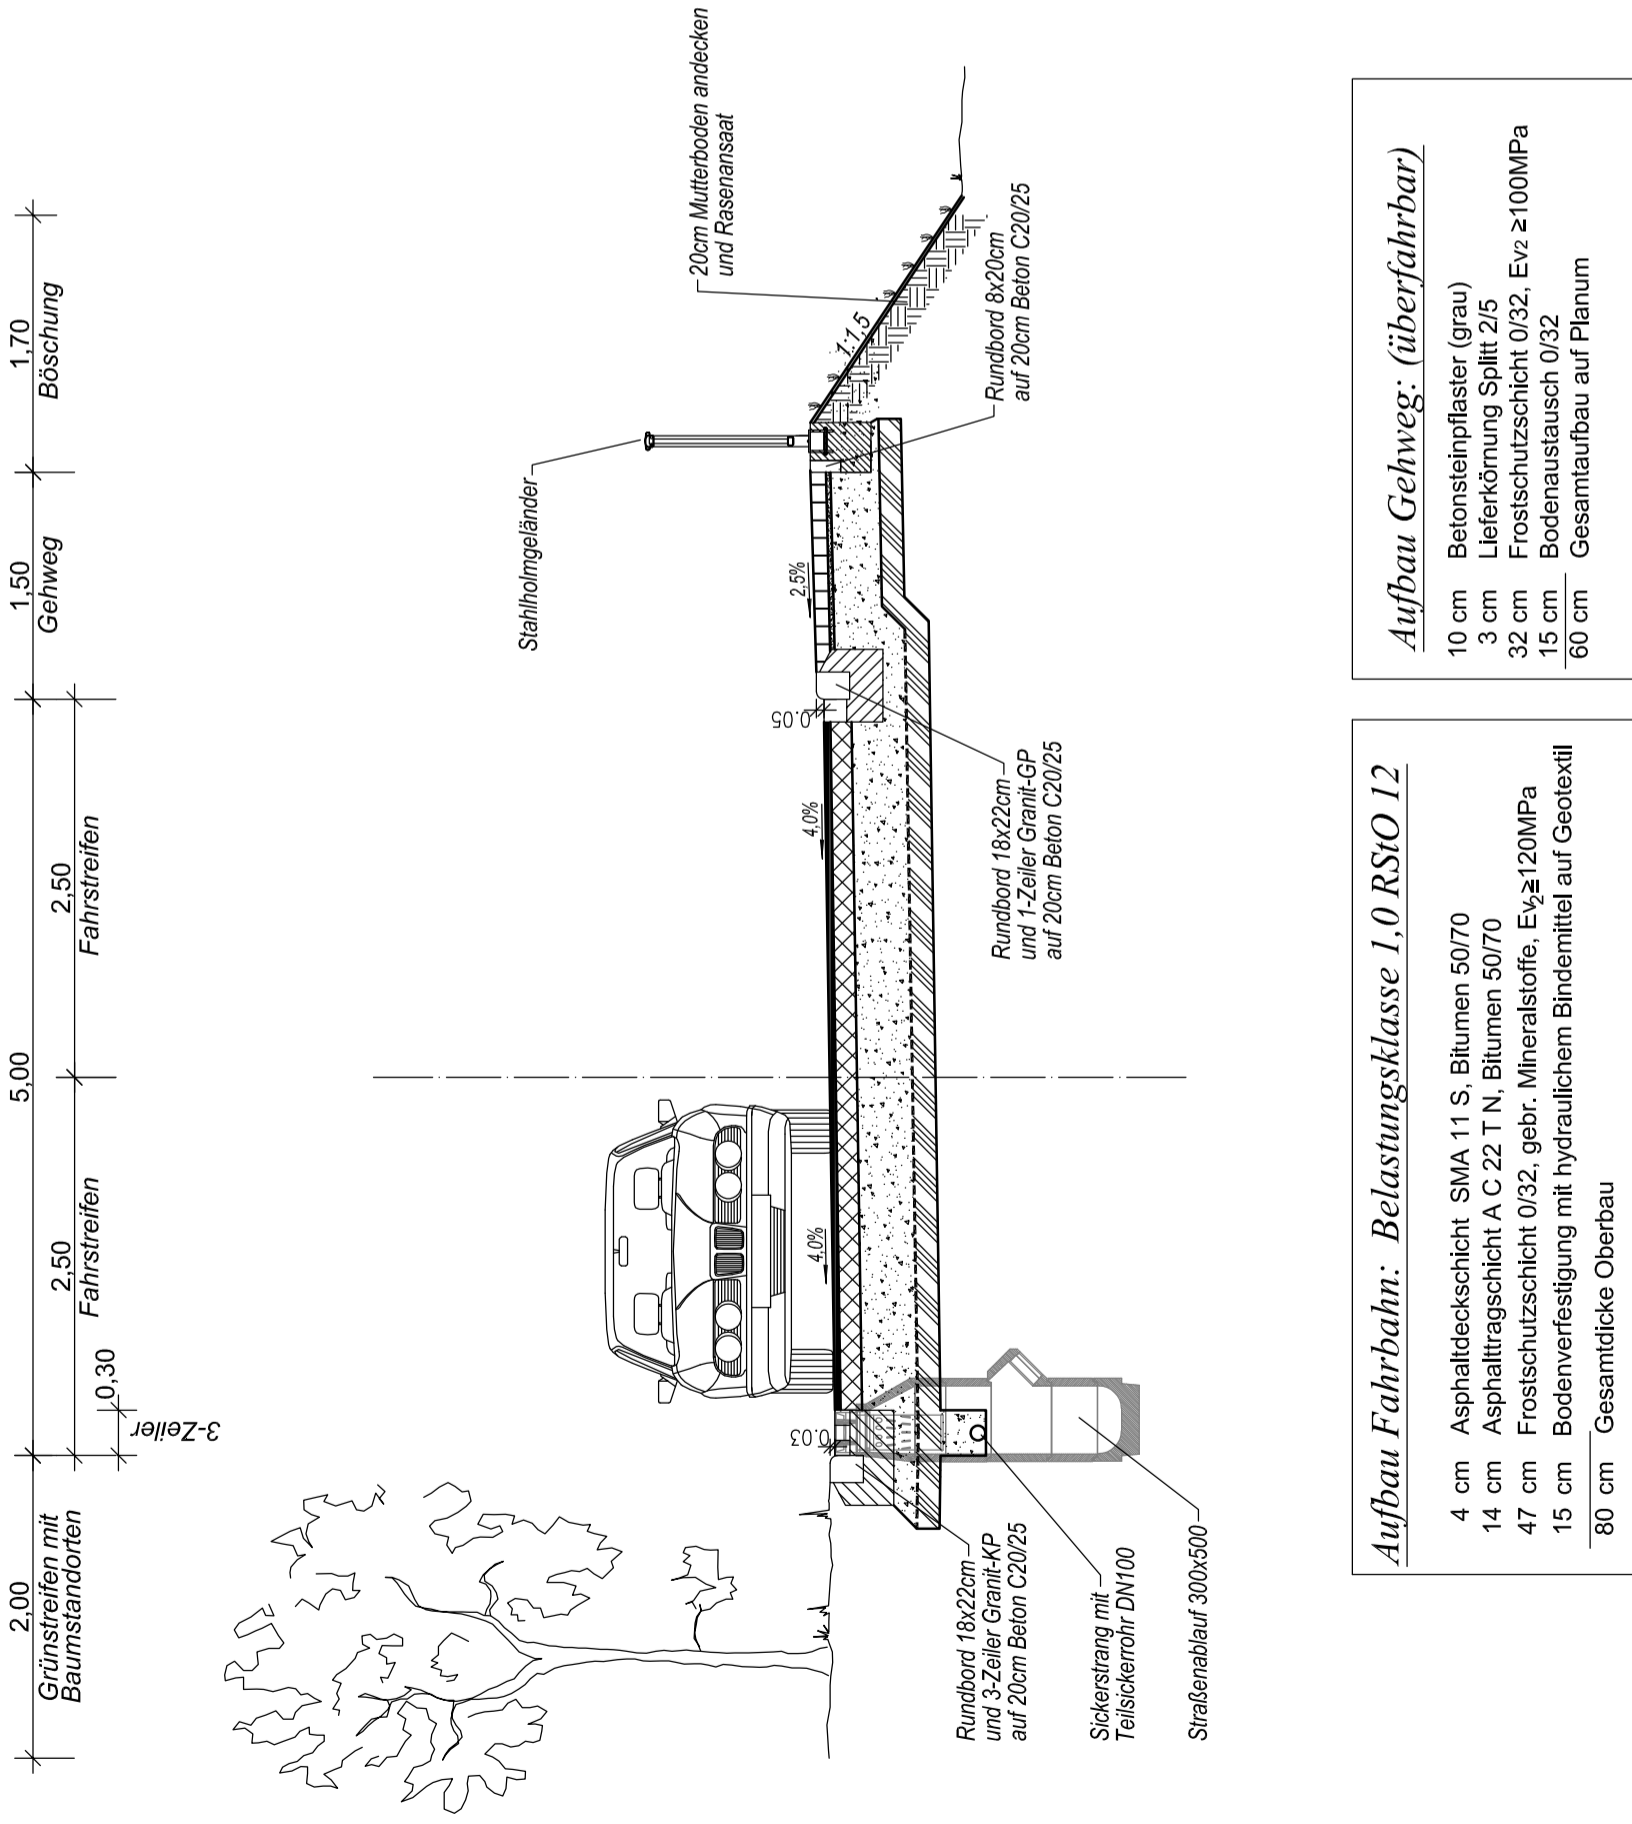 2,00
5,00
1,50
1,70
Grünstreifen mit
Baumstandorten
Gehweg
Böschung
2,50
2,50
Fahrstreifen
Fahrstreifen
0,30
3-Zeiler
Stahlholmgeländer
20cm Mutterboden andecken
und Rasenansaat
0.03
4,0%
4,0%
0.05
2,5%
1:1,5
Rundbord 18x22cm
und 3-Zeiler Granit-KP
auf 20cm Beton C20/25
Rundbord 18x22cm
und 1-Zeiler Granit-GP
auf 20cm Beton C20/25
Rundbord 8x20cm
auf 20cm Beton C20/25
Sickerstrang mit
Teilsickerrohr DN100
Straßenablauf 300x500
Aufbau Fahrbahn: Belastungsklasse 1,0 RStO 12
4 cm Asphaltdeckschicht SMA 11 S, Bitumen 50/70
14 cm Asphalttragschicht A C 22 T N, Bitumen 50/70
47 cm Frostschutzschicht 0/32, gebr. Mineralstoffe, Ev2≧120MPa
15 cm Bodenverfestigung mit hydraulichem Bindemittel auf Geotextil
80 cm Gesamtdicke Oberbau
Aufbau Gehweg: (überfahrbar)
10 cm Betonsteinpflaster (grau)
3 cm Lieferkörnung Splitt 2/5
32 cm Frostschutzschicht 0/32, Ev2 ≥100MPa
15 cm Bodenaustausch 0/32
60 cm Gesamtaufbau auf Planum